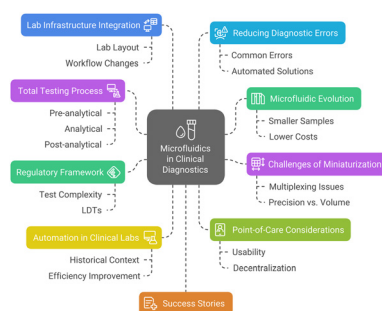 Lab Infrastructure Integration
Lab Layout
Workflow Changes
Total Testing Process
Pre-analytical
Analytical
Post-analytical
Regulatory Framework
Test Complexity
LDTs
Automation in Clinical Labs
Historical Context
Efficiency Improvement
Microfluidics
in Clinical
Diagnostics
Reducing Diagnostic Errors
Common Errors
Automated Solutions
Microfluidic Evolution
Smaller Samples
Lower Costs
Challenges of Miniaturization
Multiplexing Issues
Precision vs. Volume
Point-of-Care Considerations
Usability
Decentralization
Success Stories